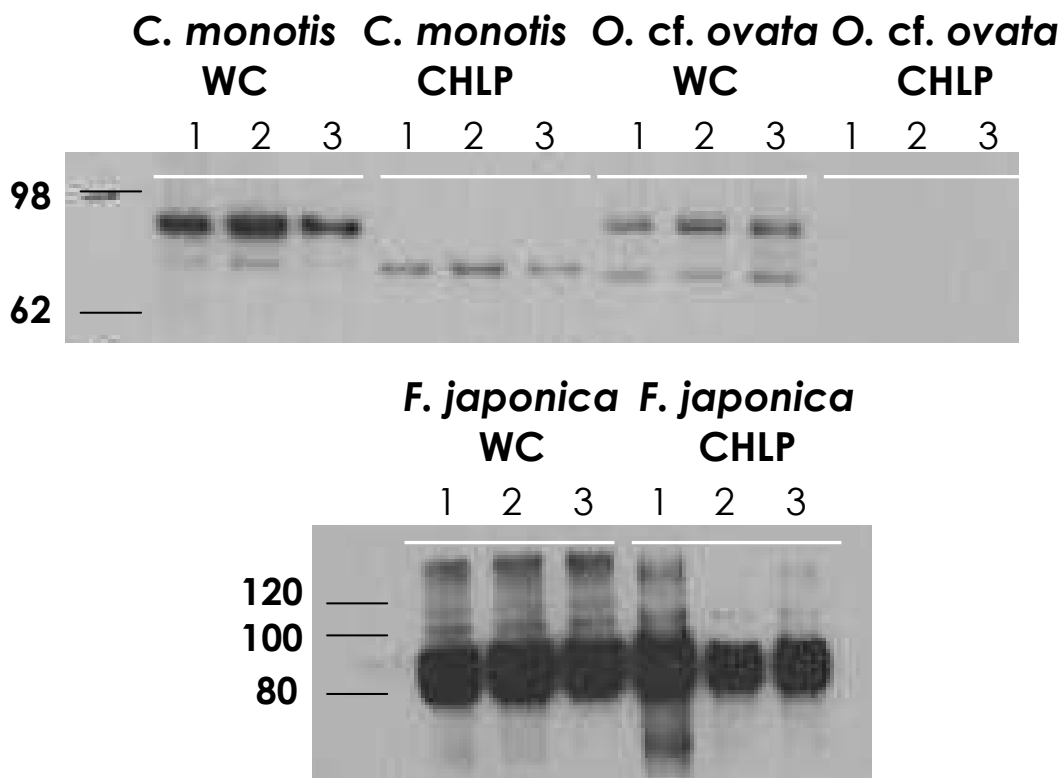 C. monotis C. monotis O. cf. ovata O. cf. ovata
WC CHLP WC CHLP
1 2 3 1 2 3 1 2 3 1 2 3
98
62
F. japonica F. japonica
WC CHLP
1 2 3 1 2 3
120
100
80